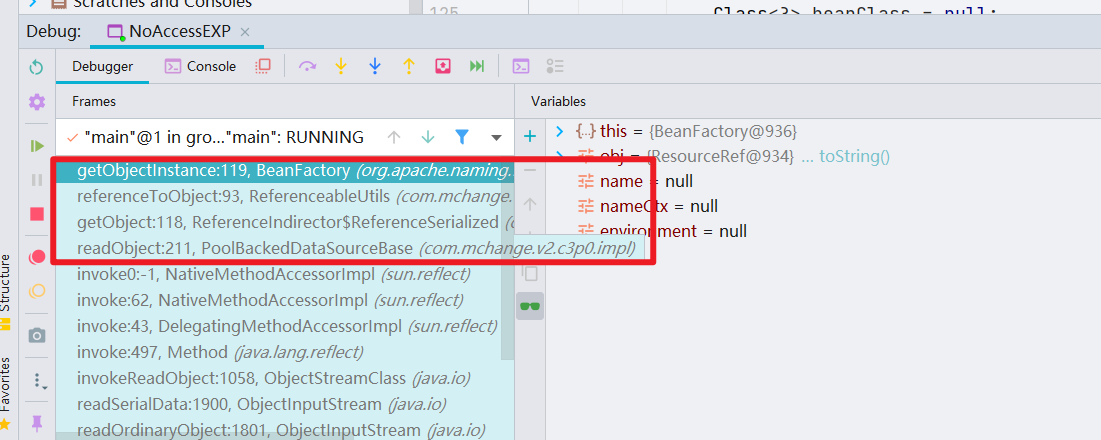 Scratches and Consoles
125
Class<?> beanClass = null;
Debug:
NoAccessEXP
Debugger
Console
Frames
Variables
"main"@1 in gro..."main": RUNNING
getObjectInstance:119, BeanFactory (org.apache.naming.
referenceToObject:93, ReferenceableUtils (com.mchange.
getObject:118, ReferenceIndirector$ReferenceSerialized (
readObject:211, PoolBackedDataSourceBase (com.mchange.v2.c3p0.impl)
invoke0:-1, NativeMethodAccessorImpl (sun.reflect)
invoke:62, NativeMethodAccessorImpl (sun.reflect)
invoke:43, DelegatingMethodAccessorImpl (sun.reflect)
invoke:497, Method (java.lang.reflect)
invokeReadObject:1058, ObjectStreamClass (java.io)
readSerialData:1900, ObjectInputStream (java.io)
readOrdinaryObject:1801, ObjectInputStream (java.io)
this = {BeanFactory@936}
obj = {ResourceRef@934} ... toString()
name = null
nameCtx = null
environment = null
Structure
Favorites